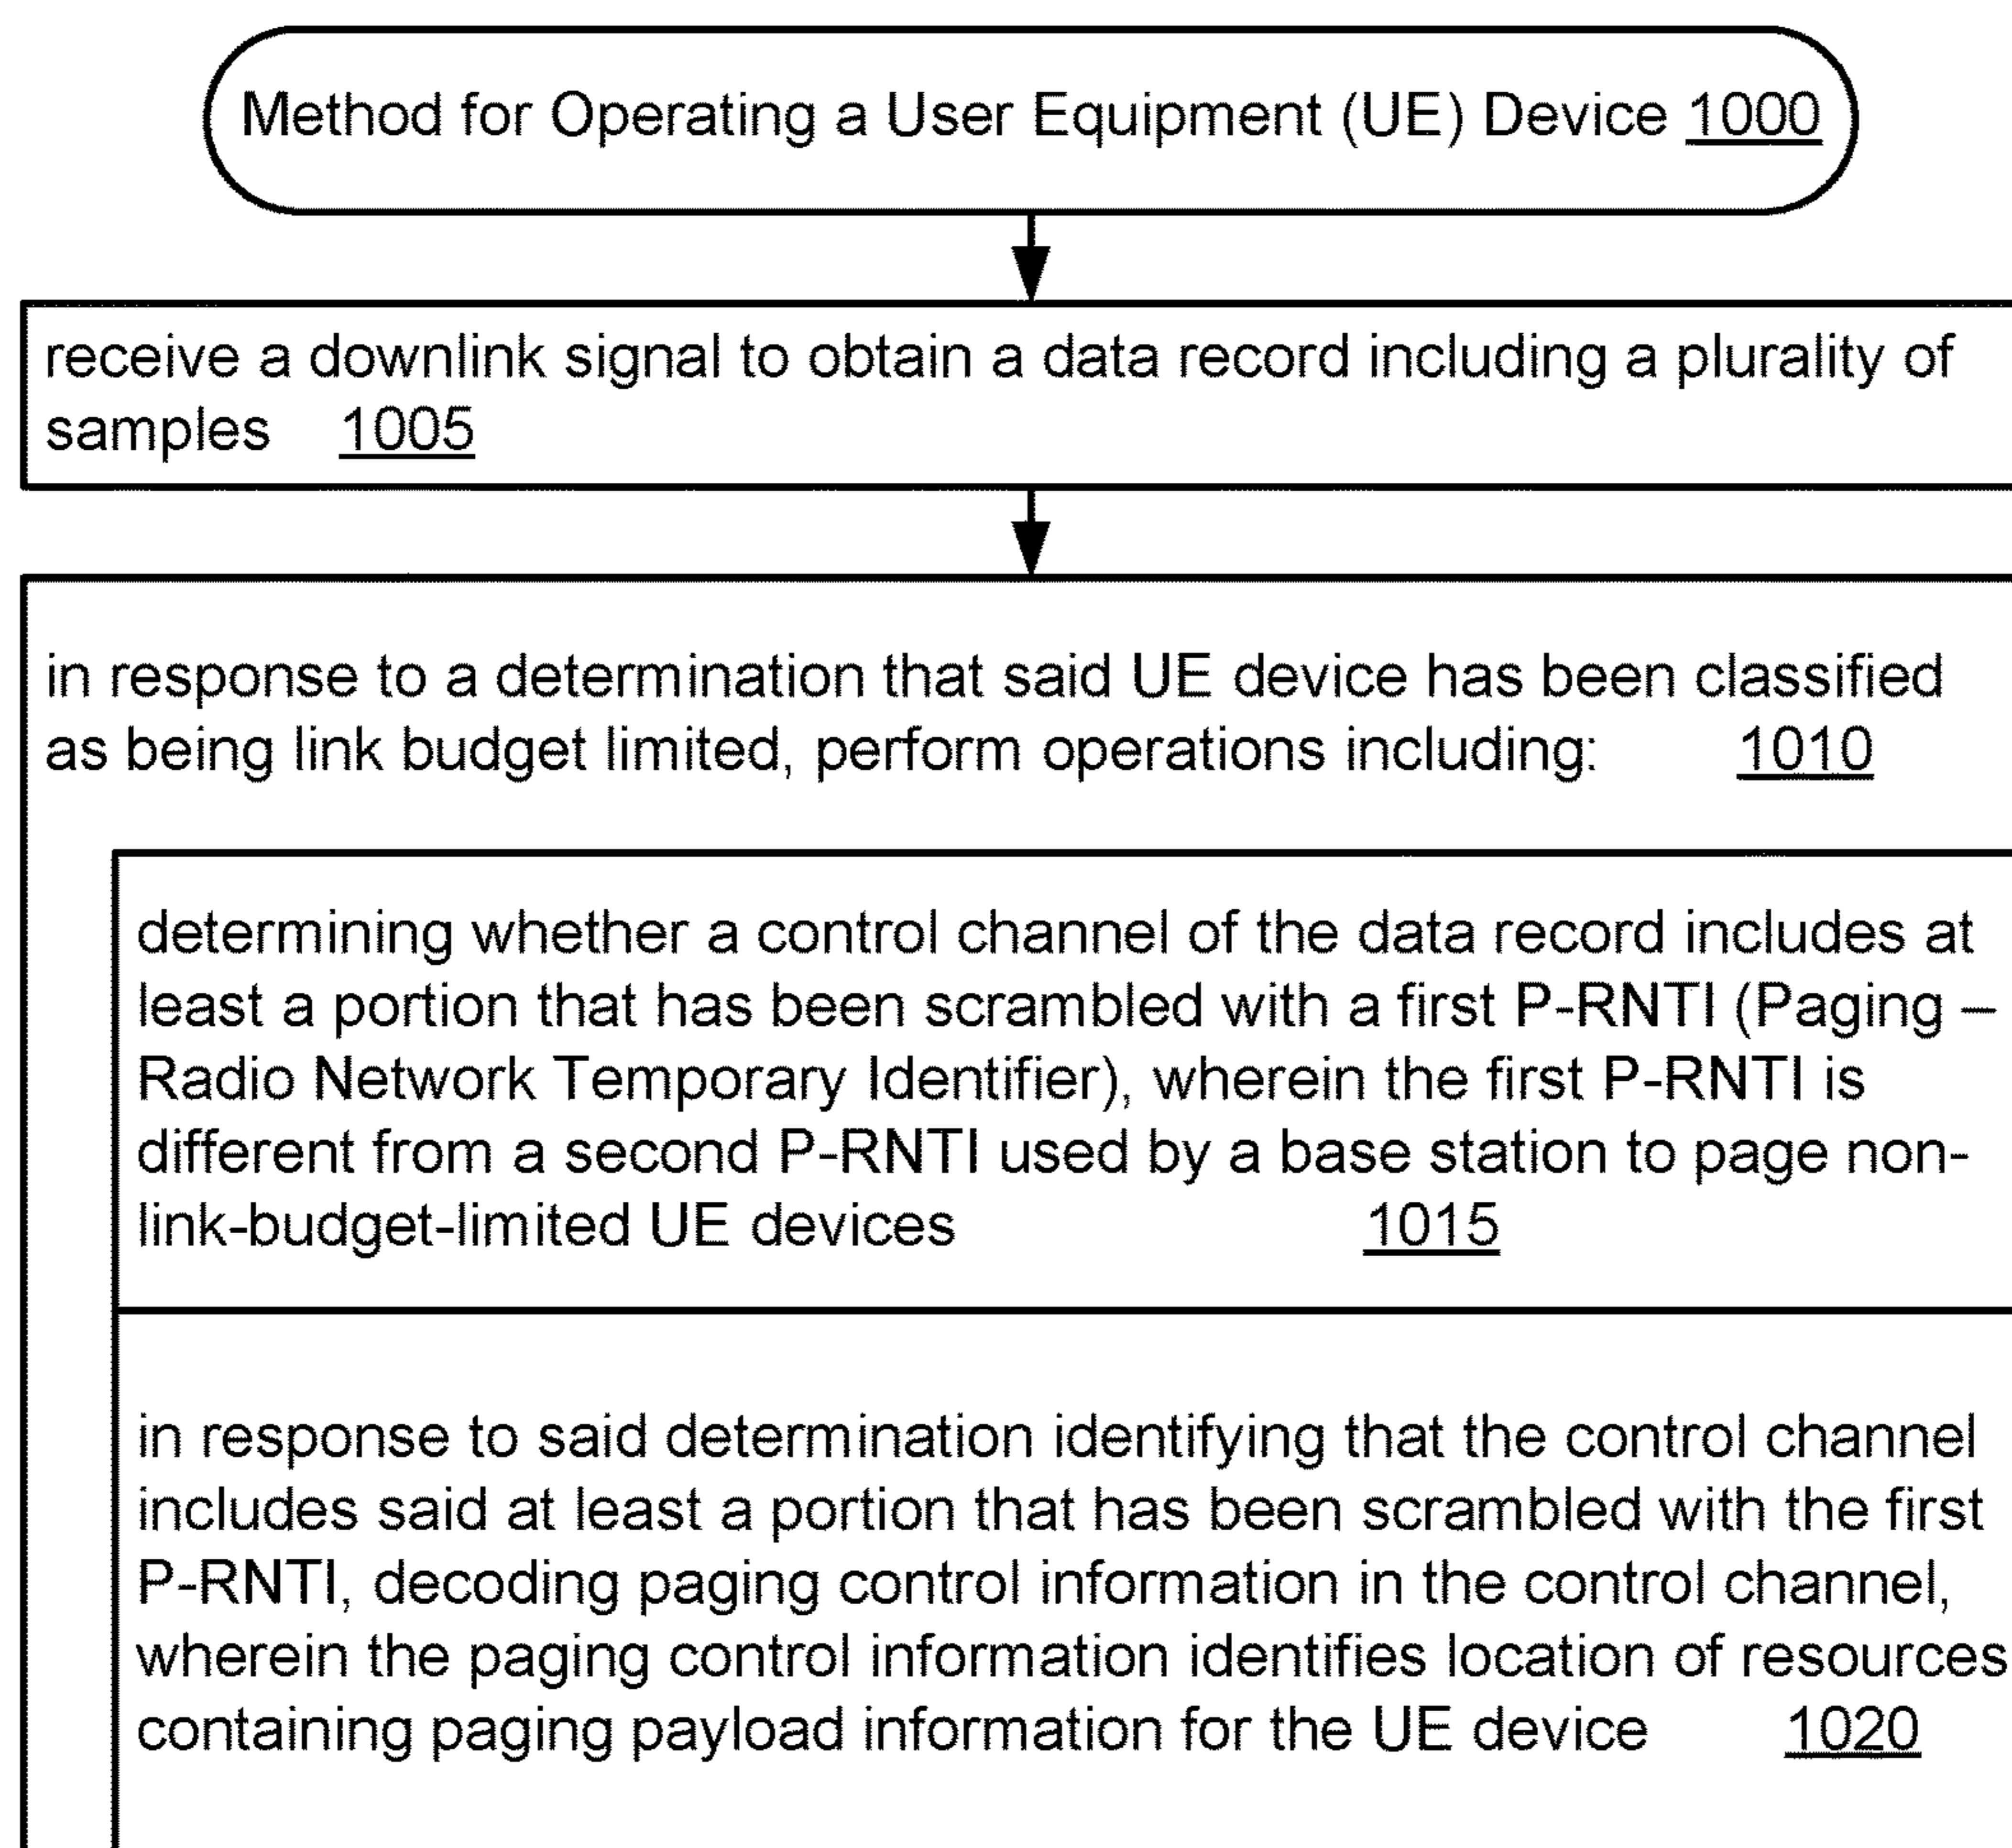 Method for Operating a User Equipment (UE) Device 1000
receive a downlink signal to obtain a data record including a plurality of
samples 1005
in response to a determination that said UE device has been classified
as being link budget limited, perform operations including: 1010
determining whether a control channel of the data record includes at
least a portion that has been scrambled with a first P-RNTI (Paging –
Radio Network Temporary Identifier), wherein the first P-RNTI is
different from a second P-RNTI used by a base station to page non-
link-budget-limited UE devices 1015
in response to said determination identifying that the control channel
includes said at least a portion that has been scrambled with the first
P-RNTI, decoding paging control information in the control channel,
wherein the paging control information identifies location of resources
containing paging payload information for the UE device 1020